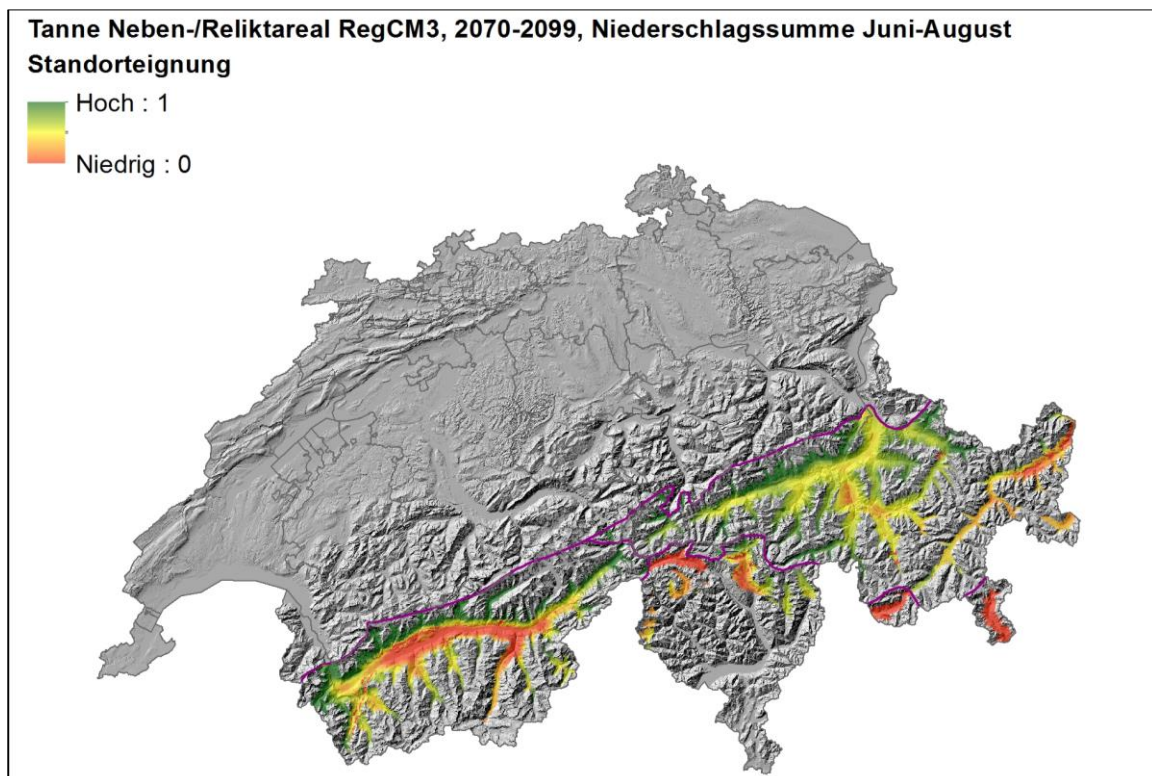 Tanne Neben-/Reliktareal RegCM3, 2070-2099, Niederschlagssumme Juni-August
Standorteignung
Hoch : 1
Niedrig : 0